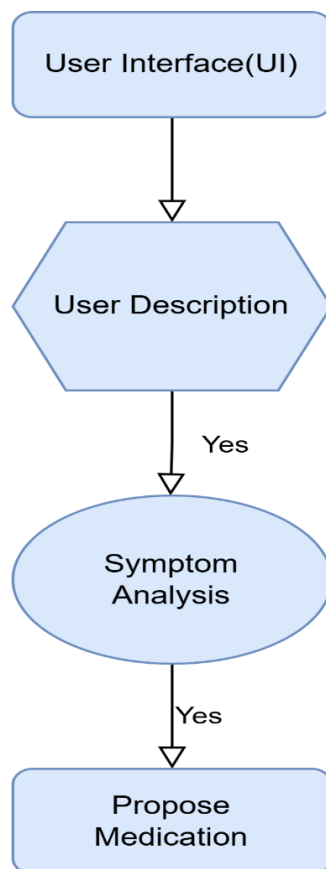 User Interface(UI)
User Description
Yes
Symptom
Analysis
Yes
Propose
Medication